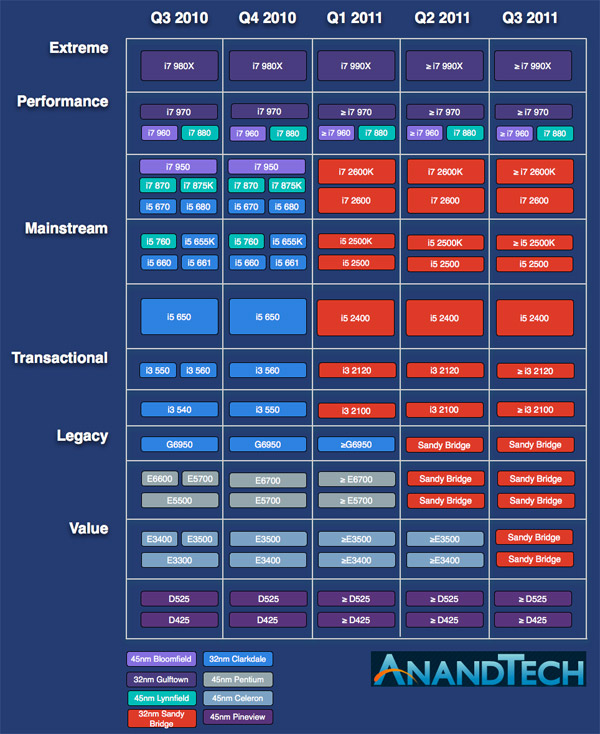 Q3 2010 Q4 2010 Q1 2011 Q2 2011 Q3 2011
Extreme
i7 980X i7 980X i7 990X ≥ i7 990X ≥ i7 990X
Performance
i7 970 i7 970 ≥ i7 970 ≥ i7 970 ≥ i7 970
i7 960 i7 880 i7 960 i7 880 ≥ i7 960 i7 880 ≥ i7 960 i7 880 ≥ i7 960 i7 880
i7 950 i7 950 i7 2600K i7 2600K ≥ i7 2600K
i7 870 i7 875K i7 870 i7 875K
i5 670 i5 680 i5 670 i5 680 i7 2600 i7 2600 i7 2600
Mainstream
i5 760 i5 655K i5 760 i5 655K i5 2500K i5 2500K ≥ i5 2500K
i5 660 i5 661 i5 660 i5 661 i5 2500 i5 2500 i5 2500
i5 650 i5 650 i5 2400 i5 2400 i5 2400
Transactional
i3 550 i3 560 i3 560 i3 2120 i3 2120 ≥ i3 2120
i3 540 i3 550 i3 2100 i3 2100 ≥ i3 2100
Legacy
G6950 G6950 ≥G6950 Sandy Bridge Sandy Bridge
E6600 E5700 E6700 ≥ E6700 Sandy Bridge Sandy Bridge
E5500 E5700 ≥ E5700 Sandy Bridge Sandy Bridge
Value
E3400 E3500 E3500 ≥E3500 ≥E3500 Sandy Bridge
E3300 E3400 ≥E3400 ≥E3400 Sandy Bridge
D525 D525 ≥ D525 ≥ D525 ≥ D525
D425 D425 ≥ D425 ≥ D425 ≥ D425
45nm Bloomfield 32nm Clarkdale
32nm Gulftown 45nm Pentium
45nm Lynnfield 45nm Celeron
32nm Sandy
Bridge 45nm Pineview
ANANDTECH